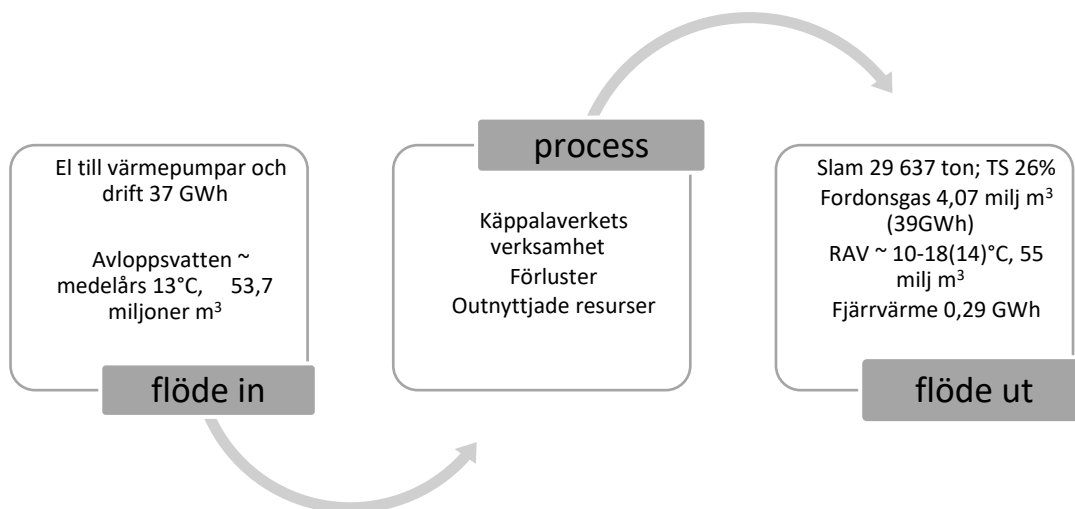 El till värmepumpar och
drift 37 GWh
Avloppsvatten ~
medelårs 13°C, 53,7
miljoner m³
flöde in
process
Käppalaverkets
verksamhet
Förluster
Outnyttjade resurser
Slam 29 637 ton; TS 26%
Fordonsgas 4,07 milj m³
(39GWh)
RAV ~ 10-18(14)°C, 55
milj m³
Fjärrvärme 0,29 GWh
flöde ut